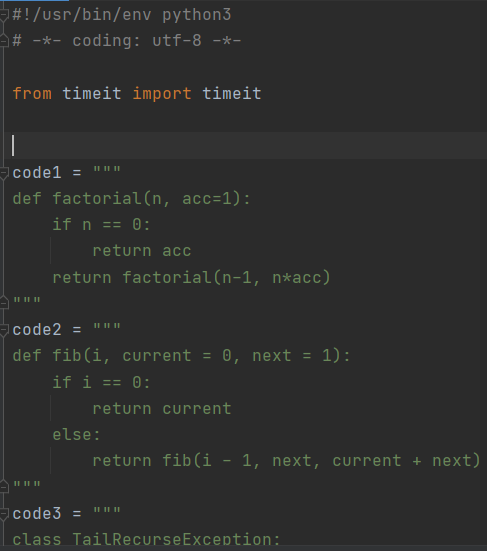 #!/usr/bin/env python3
# -*- coding: utf-8 -*-
from timeit import timeit
code1 = """
def factorial(n, acc=1):
    if n == 0:
        return acc
    return factorial(n-1, n*acc)
"""
code2 = """
def fib(i, current = 0, next = 1):
    if i == 0:
        return current
    else:
        return fib(i - 1, next, current + next)
"""
code3 = """
class TailRecurseException: